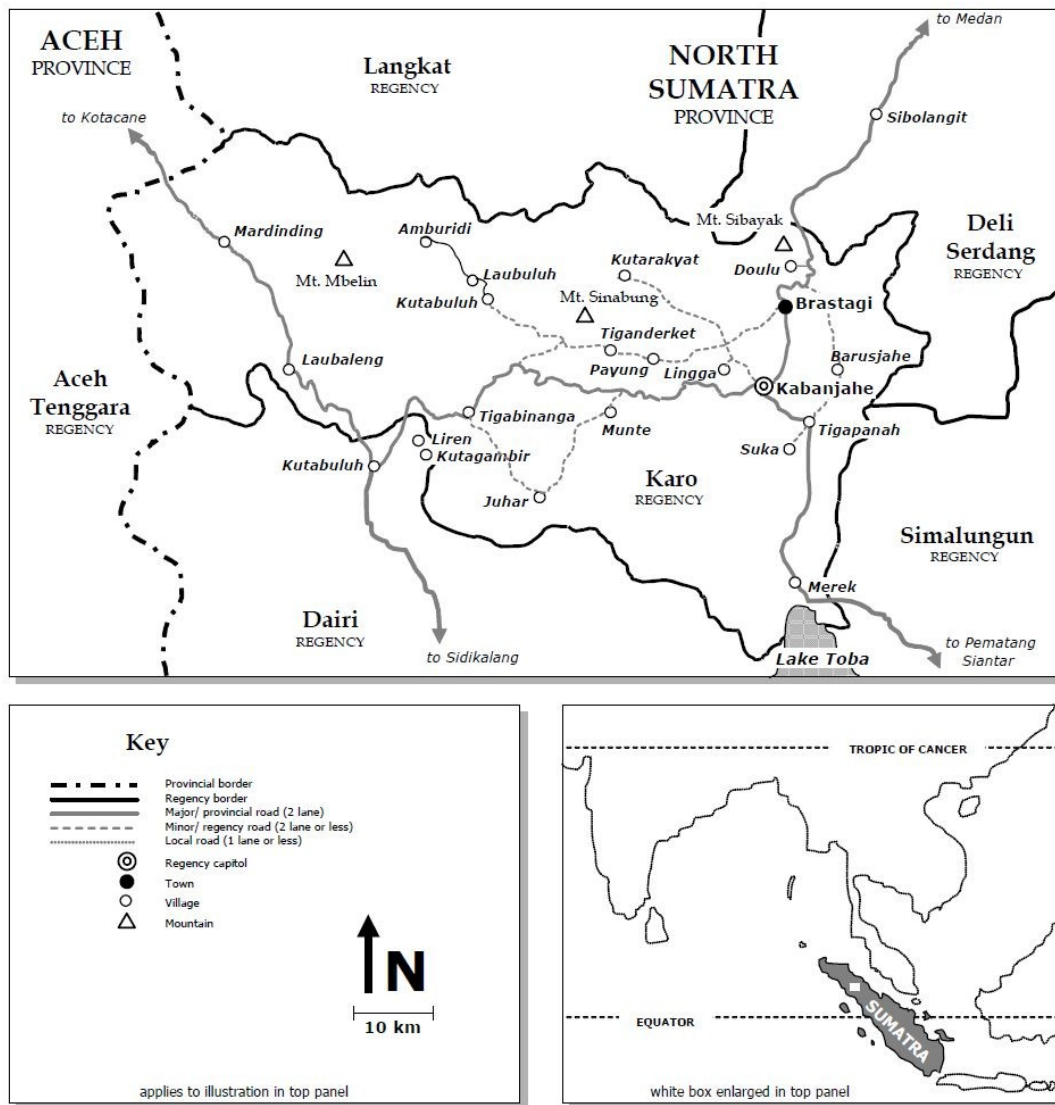 to Medan
ACEH
PROVINCE
Langkat
REGENCY
NORTH
SUMATRA
PROVINCE
to Kotacane
Sibolangit
Mardinding
Amburidi
Mt. Sibayak
Deli
Serdang
REGENCY
Mt. Mbelin
Laubuluh
Kutarakyat
Doulu
Kutabuluh
Mt. Sinabung
Brastagi
Tiganderket
Laubaleng
Payung
Lingga
Barusjahe
Aceh
Tenggara
REGENCY
Kabanjahe
Tigabinanga
Munte
Tigapanah
Liren
Kutagambir
Suka
Kutabuluh
Juhar
Karo
REGENCY
Simalungun
REGENCY
Merek
Dairi
REGENCY
to Sidikalang
Lake Toba
to Pematang
Siantar
Key
Provincial border
Regency border
Major/ provincial road (2 lane)
Minor/ regency road (2 lane or less)
Local road (1 lane or less)
Regency capitol
Town
Village
Mountain
N
10 km
applies to illustration in top panel
TROPIC OF CANCER
EQUATOR
SUMATRA
white box enlarged in top panel